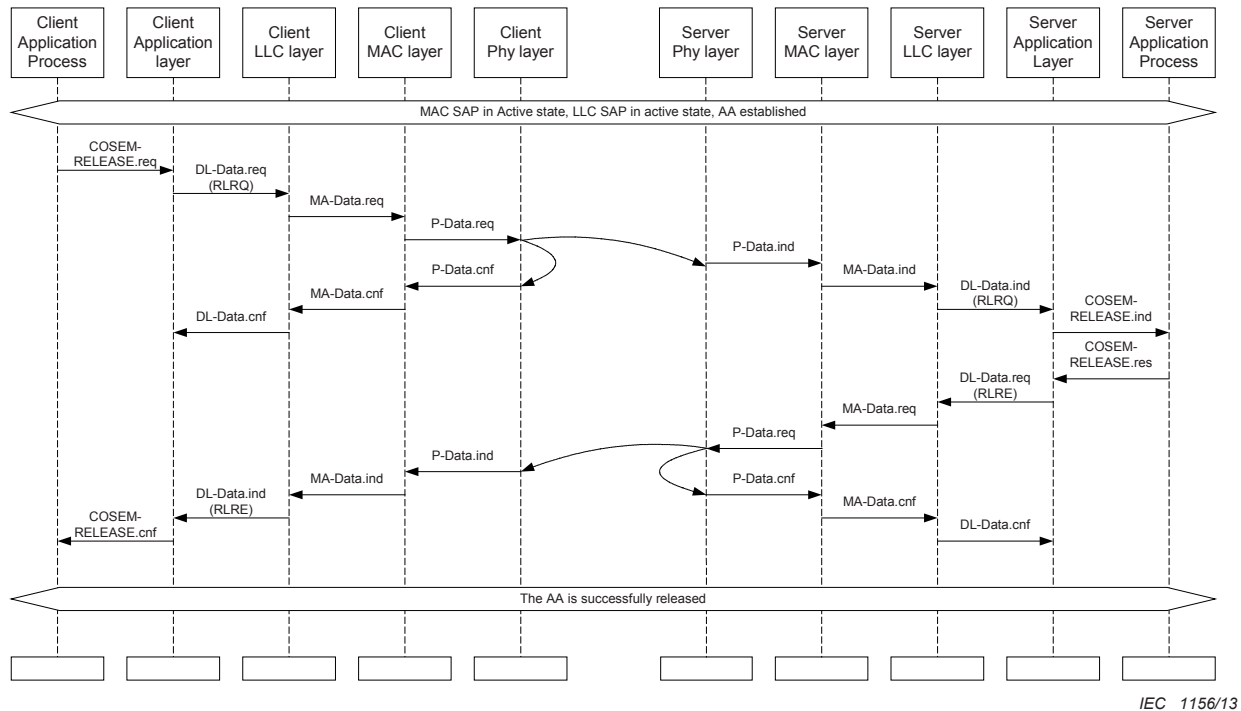 Client
Application
Process
Client
Application
layer
Client
LLC layer
Client
MAC layer
Client
Phy layer
Server
Phy layer
Server
MAC layer
Server
LLC layer
Server
Application
Layer
Server
Application
Process
MAC SAP in Active state, LLC SAP in active state, AA established
COSEM-
RELEASE.req
DL-Data.req
(RLRQ)
MA-Data.req
P-Data.req
P-Data.ind
P-Data.cnf
MA-Data.ind
MA-Data.cnf
DL-Data.ind
(RLRQ)
DL-Data.cnf
COSEM-
RELEASE.ind
COSEM-
RELEASE.res
DL-Data.req
(RLRE)
MA-Data.req
P-Data.req
P-Data.ind
P-Data.cnf
MA-Data.ind
MA-Data.cnf
DL-Data.ind
(RLRE)
DL-Data.cnf
COSEM-
RELEASE.cnf
The AA is successfully released
IEC 1156/13